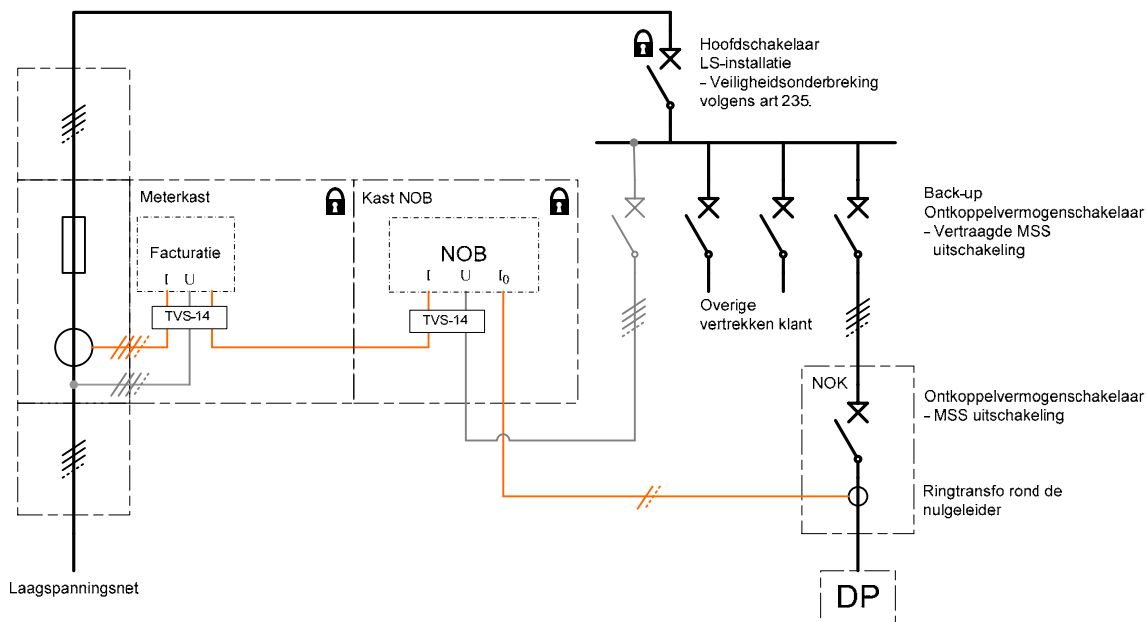 Hoofdschakelaar
LS-installatie
- Veiligheidsonderbreking
volgens art 235.
Meterkast
Kast NOB
Facturatie
I U
NOB
I U I₀
TVS-14
TVS-14
Back-up
Ontkoppelvermogenschakelaar
- Vertraagde MSS
uitschakeling
Overige
vertrekken klant
NOK
Ontkoppelvermogenschakelaar
- MSS uitschakeling
Ringtransfo rond de
nulgeleider
Laagspanningsnet
DP